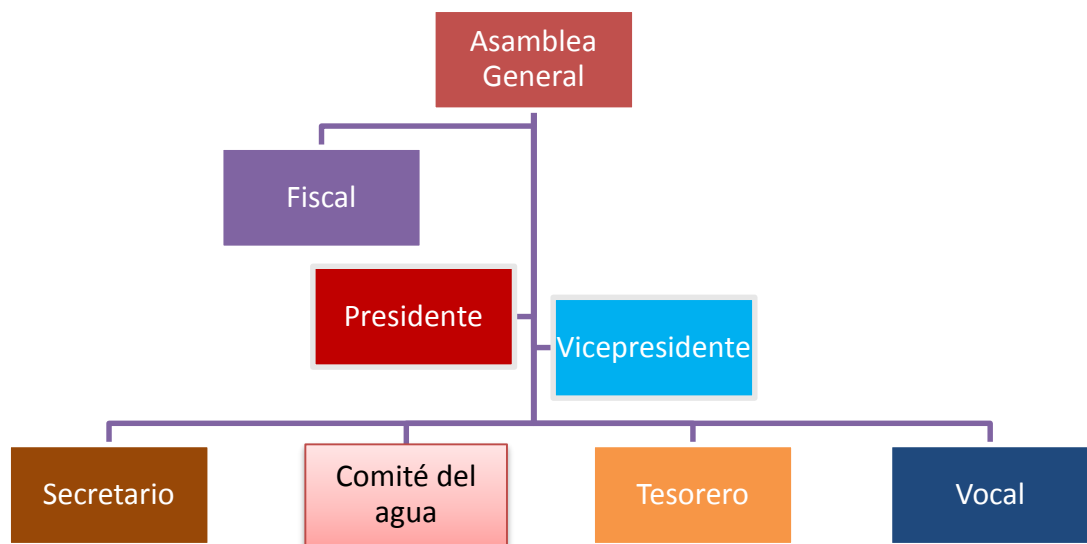 Asamblea
General
Fiscal
Presidente
Vicepresidente
Secretario
Comité del
agua
Tesorero
Vocal